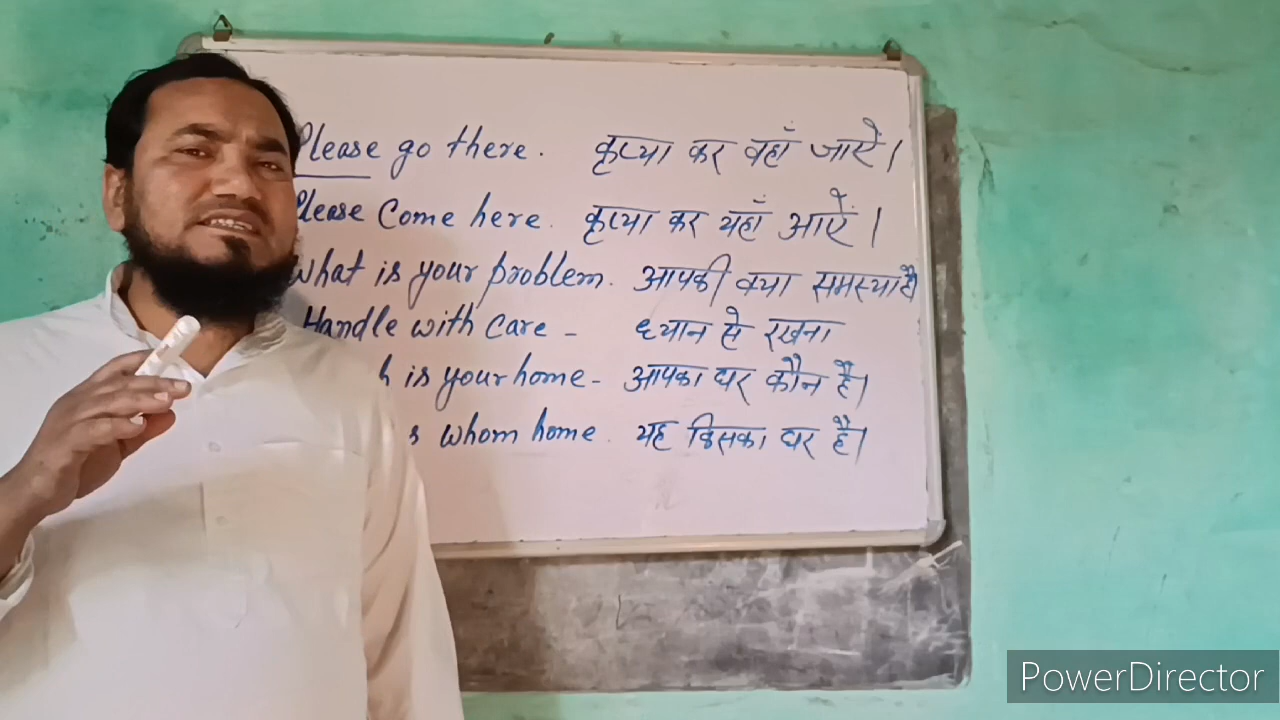 Please go there. कृप्या कर वहाँ जाऐं।
Please Come here. कृप्या कर यहाँ आऐं।
What is your problem. आपकी क्या समस्या है
Handle with Care - ध्यान से रखना
h is your home - आपका घर कौन है।
s whom home. यह किसका घर है।
PowerDirector